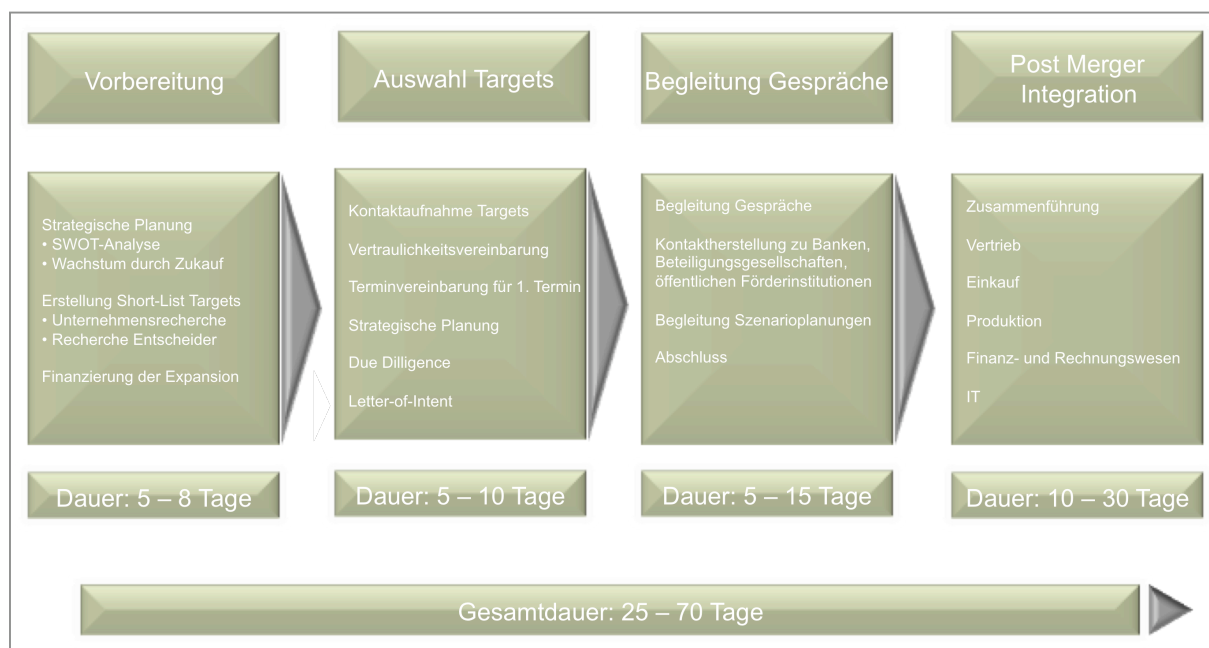 Vorbereitung
Auswahl Targets
Begleitung Gespräche
Post Merger
Integration
Strategische Planung
• SWOT-Analyse
• Wachstum durch Zukauf
Erstellung Short-List Targets
• Unternehmensrecherche
• Recherche Entscheider
Finanzierung der Expansion
Kontaktaufnahme Targets
Vertraulichkeitsvereinbarung
Terminvereinbarung für 1. Termin
Strategische Planung
Due Dilligence
Letter-of-Intent
Begleitung Gespräche
Kontaktherstellung zu Banken,
Beteiligungsgesellschaften,
öffentlichen Förderinstitutionen
Begleitung Szenarioplanungen
Abschluss
Zusammenführung
Vertrieb
Einkauf
Produktion
Finanz- und Rechnungswesen
IT
Dauer: 5 – 8 Tage
Dauer: 5 – 10 Tage
Dauer: 5 – 15 Tage
Dauer: 10 – 30 Tage
Gesamtdauer: 25 – 70 Tage